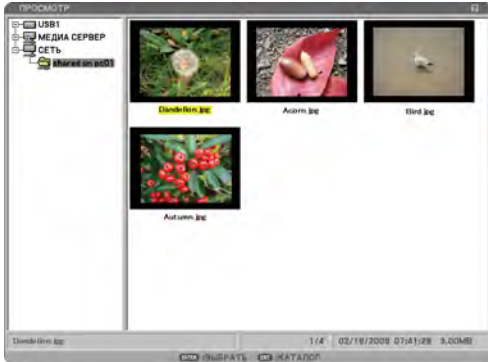 ПРОСМОТР
USB1
МЕДИА СЕРВЕР
СЕТЬ
shared on pc01
Dandelion.jpg
Acorn.jpg
Bird.jpg
Autumn.jpg
Dandelion.jpg 1/4 02/18/2008 07:41:28 3.00MB
ENTER :ВЫБРАТЬ EXIT :КАТАЛОГ